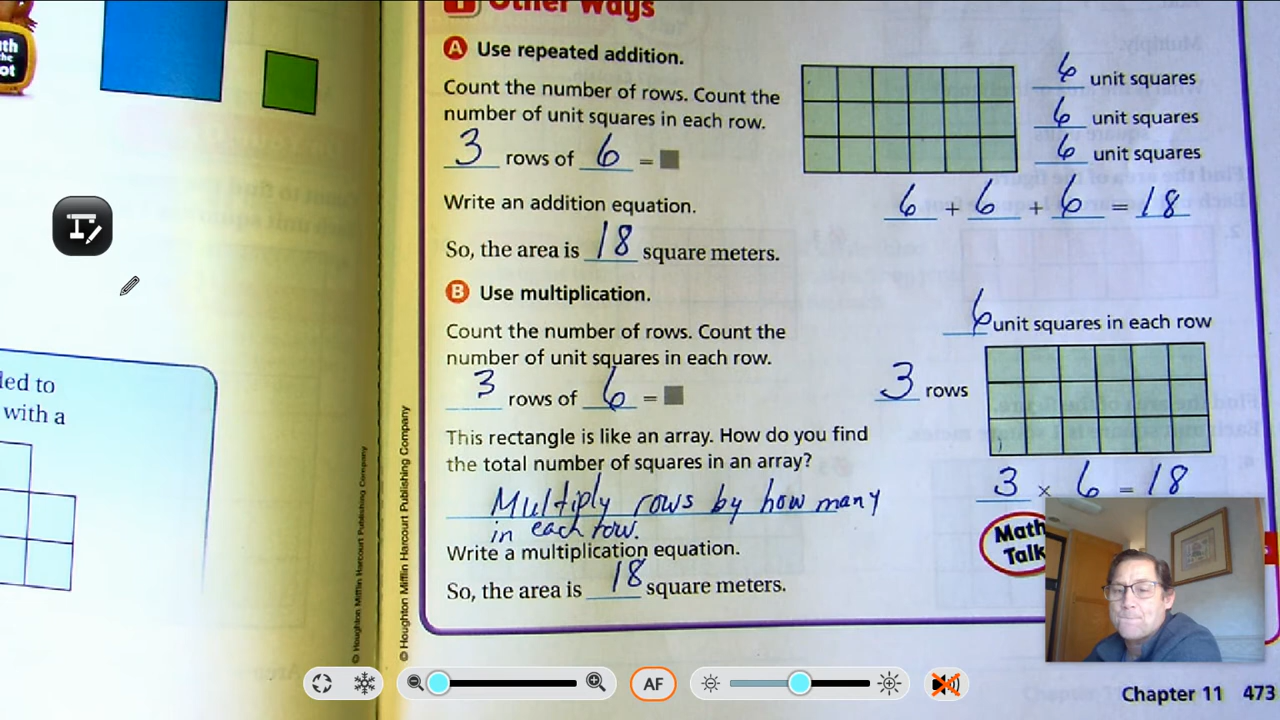 Other Ways
A Use repeated addition.
Count the number of rows. Count the
number of unit squares in each row.
3 rows of 6 =
Write an addition equation.
So, the area is 18 square meters.
6 unit squares
6 unit squares
6 unit squares
6 + 6 + 6 = 18
B Use multiplication.
Count the number of rows. Count the
number of unit squares in each row.
3 rows of 6 =
This rectangle is like an array. How do you find
the total number of squares in an array?
Multiply rows by how many
in each row.
Write a multiplication equation.
So, the area is 18 square meters.
6 unit squares in each row
3 rows
3 × 6 = 18
Math
Talk
led to
with a
© Houghton Mifflin Harcourt Publishing Company
© Houghton Mifflin Harcourt Publishing Company
AF
Chapter 11 473